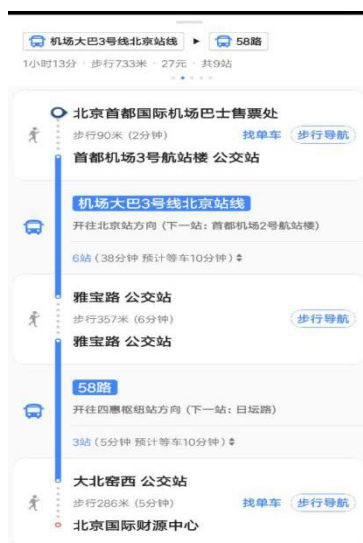 机场大巴3号线北京站线 ▸ 58路
1小时13分·步行733米·27元·共9站
北京首都国际机场巴士售票处
步行90米 (2分钟) 找单车 步行导航
首都机场3号航站楼 公交站
机场大巴3号线北京站线
开往北京站方向 (下一站: 首都机场2号航站楼)
6站 (38分钟 预计等车10分钟)
雅宝路 公交站
步行357米 (6分钟) 步行导航
雅宝路 公交站
58路
开往四惠枢纽站方向 (下一站: 日坛路)
3站 (5分钟 预计等车10分钟)
大北窑西 公交站
步行286米 (5分钟) 找单车 步行导航
北京国际财源中心